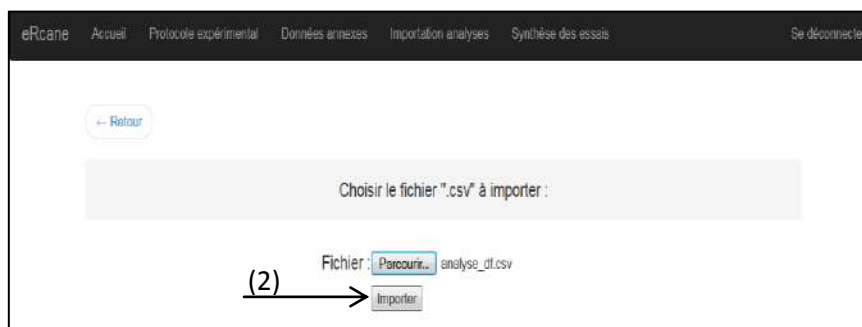 eRcane Accueil Protocole expérimental Données annexes Importation analyses Synthèse des essais Se déconnecte
← Retour
Choisir le fichier ".csv" à importer :
Fichier : Parcourir... analyse_df.csv
(2) Importer